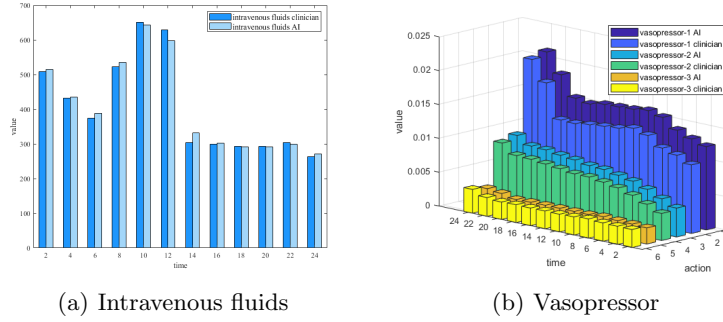 700
600
500
400
300
200
100
0
value
2 4 6 8 10 12 14 16 18 20 22 24
time
intravenous fluids clinician
intravenous fluids AI
(a) Intravenous fluids
0.025
0.02
0.015
0.01
0.005
0
value
24 22 20 18 16 14 12 10 8 6 4 2
time
6 5 4 3 2
action
vasopressor-1 AI
vasopressor-1 clinician
vasopressor-2 AI
vasopressor-2 clinician
vasopressor-3 AI
vasopressor-3 clinician
(b) Vasopressor